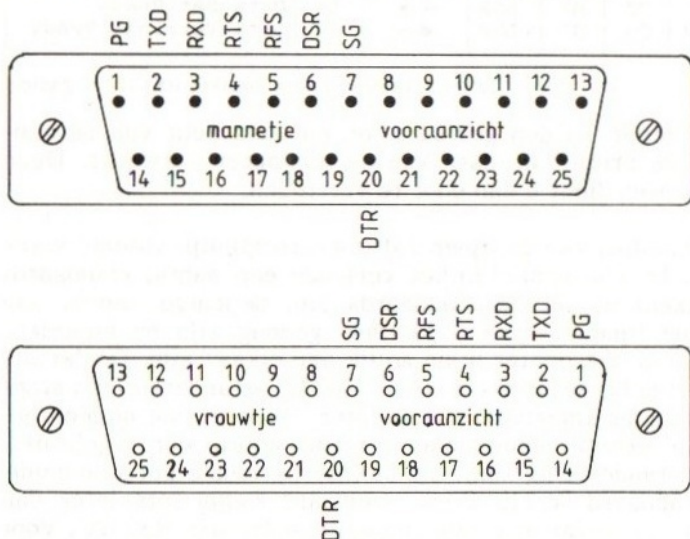 PG TXD RXD RTS RFS DSR SG
1 2 3 4 5 6 7 8 9 10 11 12 13
mannetje vooraanzicht
14 15 16 17 18 19 20 21 22 23 24 25
DTR
SG DSR RFS RTS RXD TXD PG
13 12 11 10 9 8 7 6 5 4 3 2 1
vrouwtje vooraanzicht
25 24 23 22 21 20 19 18 17 16 15 14
DTR